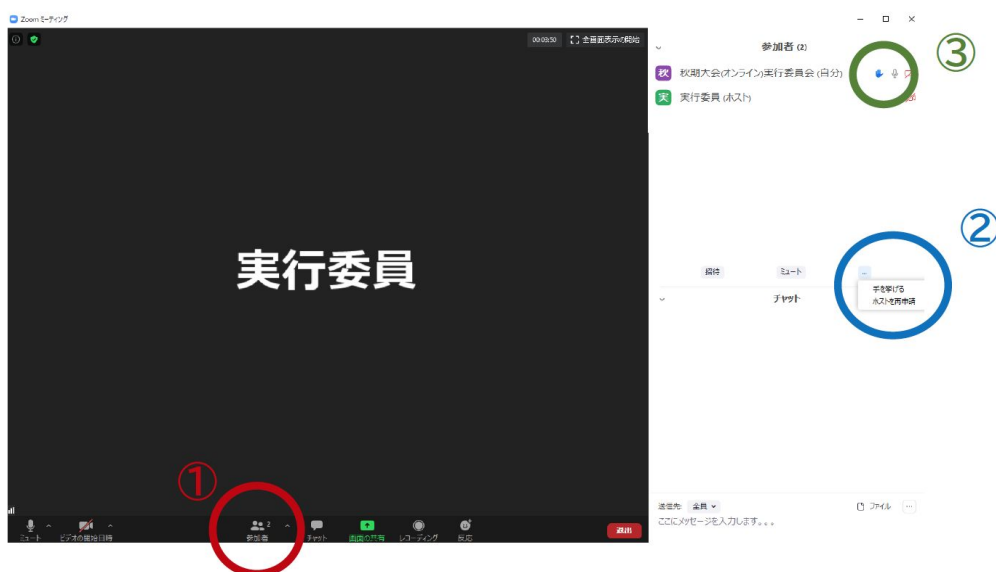 Zoom ミーティング
00:03:50 全画面表示の開始
参加者 (2)
③
秋 秋期大会(オンライン)実行委員会 (自分)
実 実行委員 (ホスト)
②
実行委員
招待 ミュート ...
手を挙げる
ホストを再申請
チャット
①
送信先: 全員 ファイル ...
ここにメッセージを入力します。。。
ミュート ビデオの開始日時 参加者 2 チャット 画面の共有 レコーディング 反応 退出